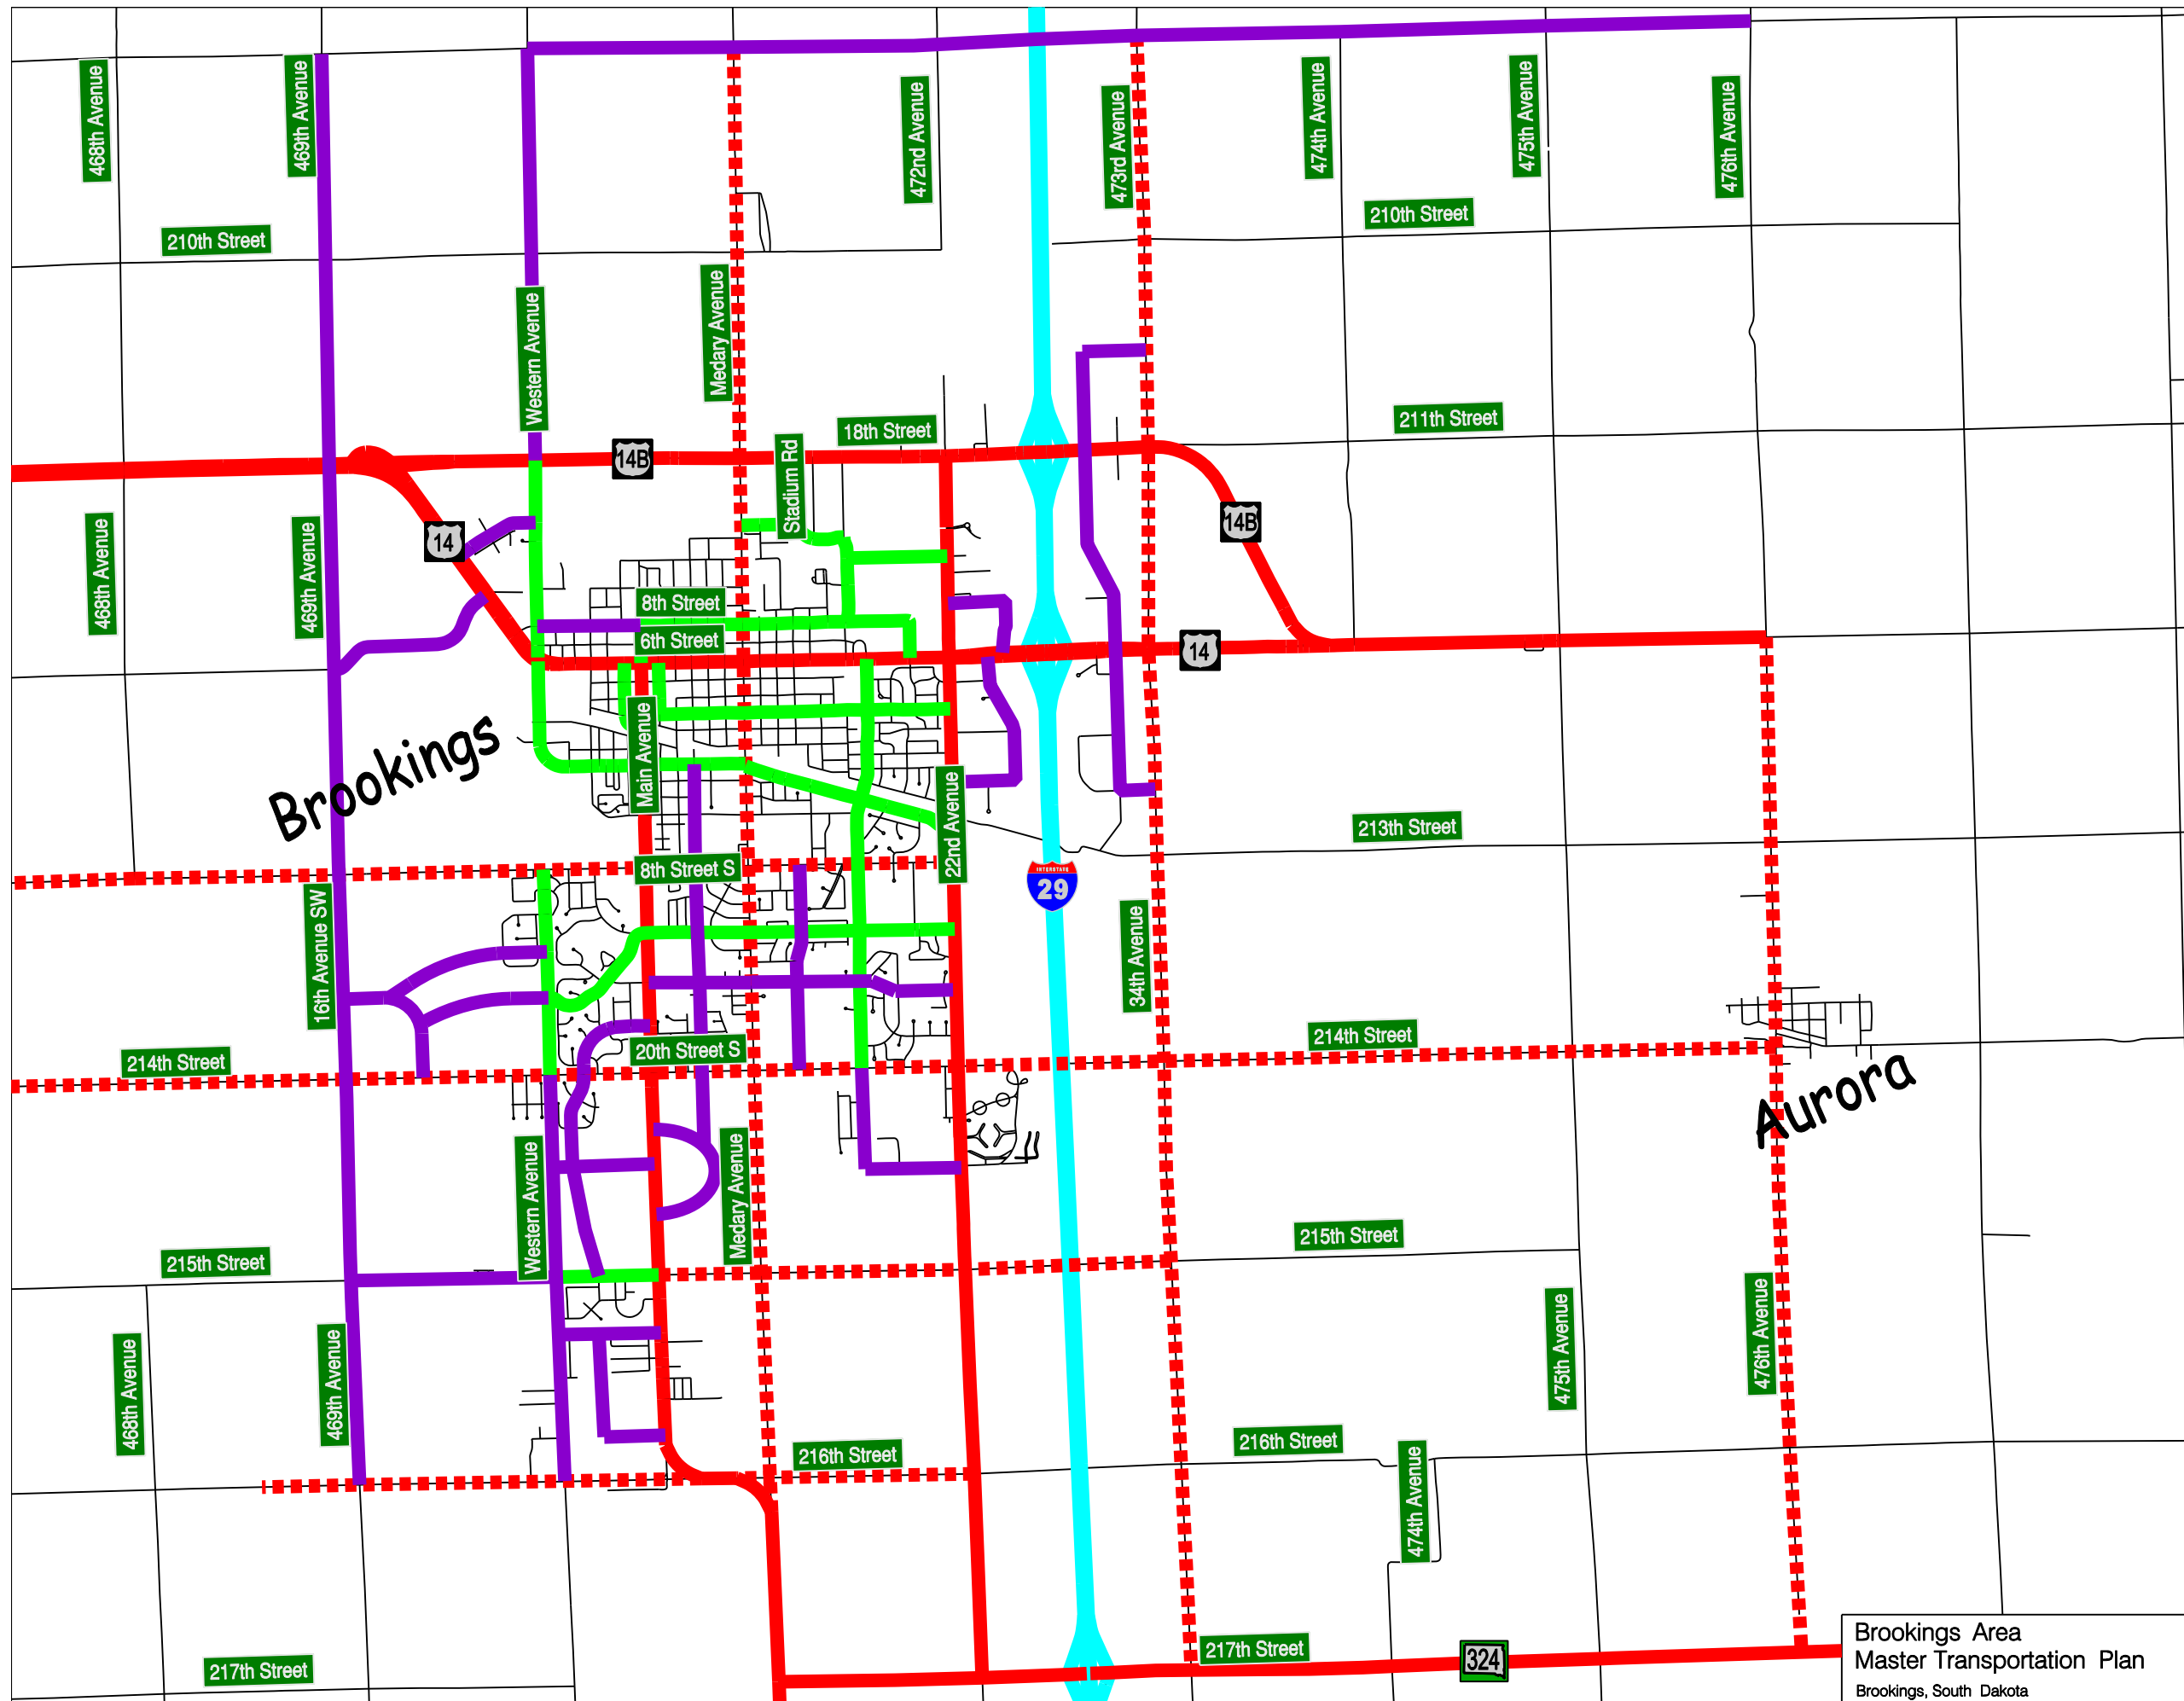 468th Avenue
469th Avenue
472nd Avenue
473rd Avenue
474th Avenue
475th Avenue
476th Avenue
210th Street
210th Street
Western Avenue
Medary Avenue
18th Street
211th Street
14B
Stadium Rd
14B
14
468th Avenue
469th Avenue
8th Street
6th Street
14
Brookings
Main Avenue
22nd Avenue
213th Street
8th Street S
INTERSTATE
29
16th Avenue SW
34th Avenue
20th Street S
214th Street
214th Street
Aurora
Western Avenue
Medary Avenue
215th Street
215th Street
468th Avenue
469th Avenue
475th Avenue
476th Avenue
216th Street
216th Street
474th Avenue
217th Street
217th Street
324
Brookings Area
Master Transportation Plan
Brookings, South Dakota